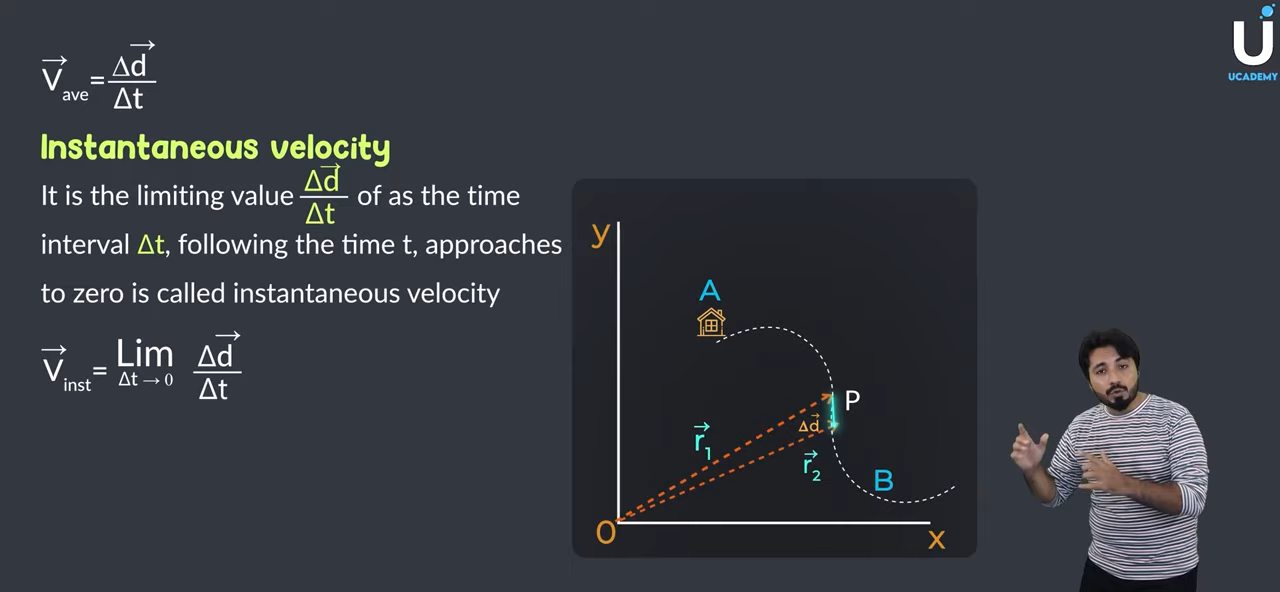 V⃗ave = Δd⃗/Δt
Instantaneous velocity
It is the limiting value Δd⃗/Δt of as the time
interval Δt, following the time t, approaches
to zero is called instantaneous velocity
V⃗inst = Lim Δt → 0 Δd⃗/Δt
U
UCADEMY
y
A
P
Δd⃗
r⃗1
r⃗2
B
O
x